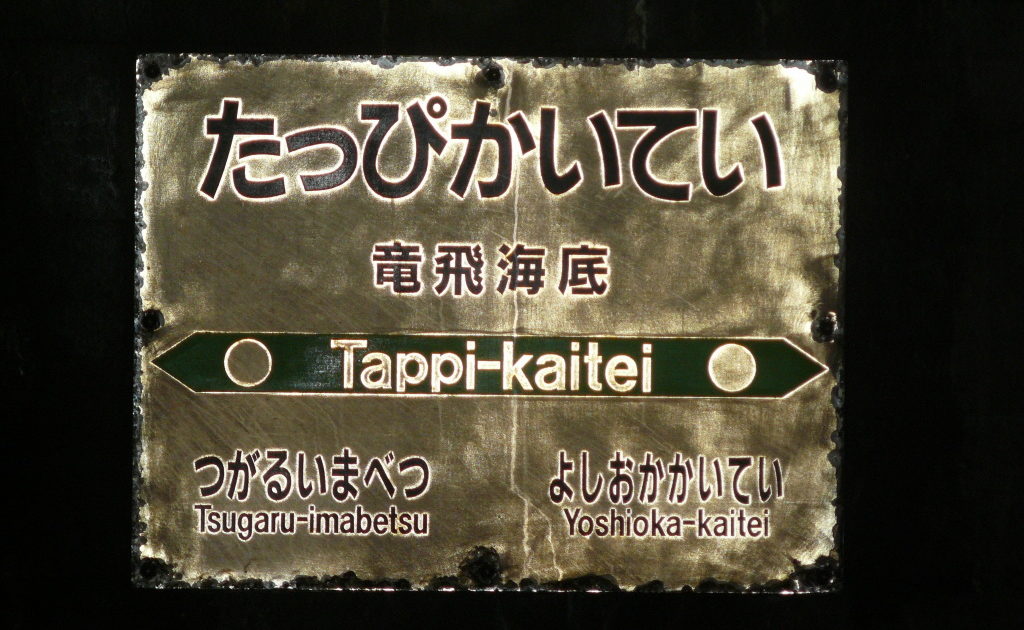 たっぴかいてい
竜飛海底
Tappi-kaitei
つがるいまべつ
Tsugaru-imabetsu
よしおかかいてい
Yoshioka-kaitei